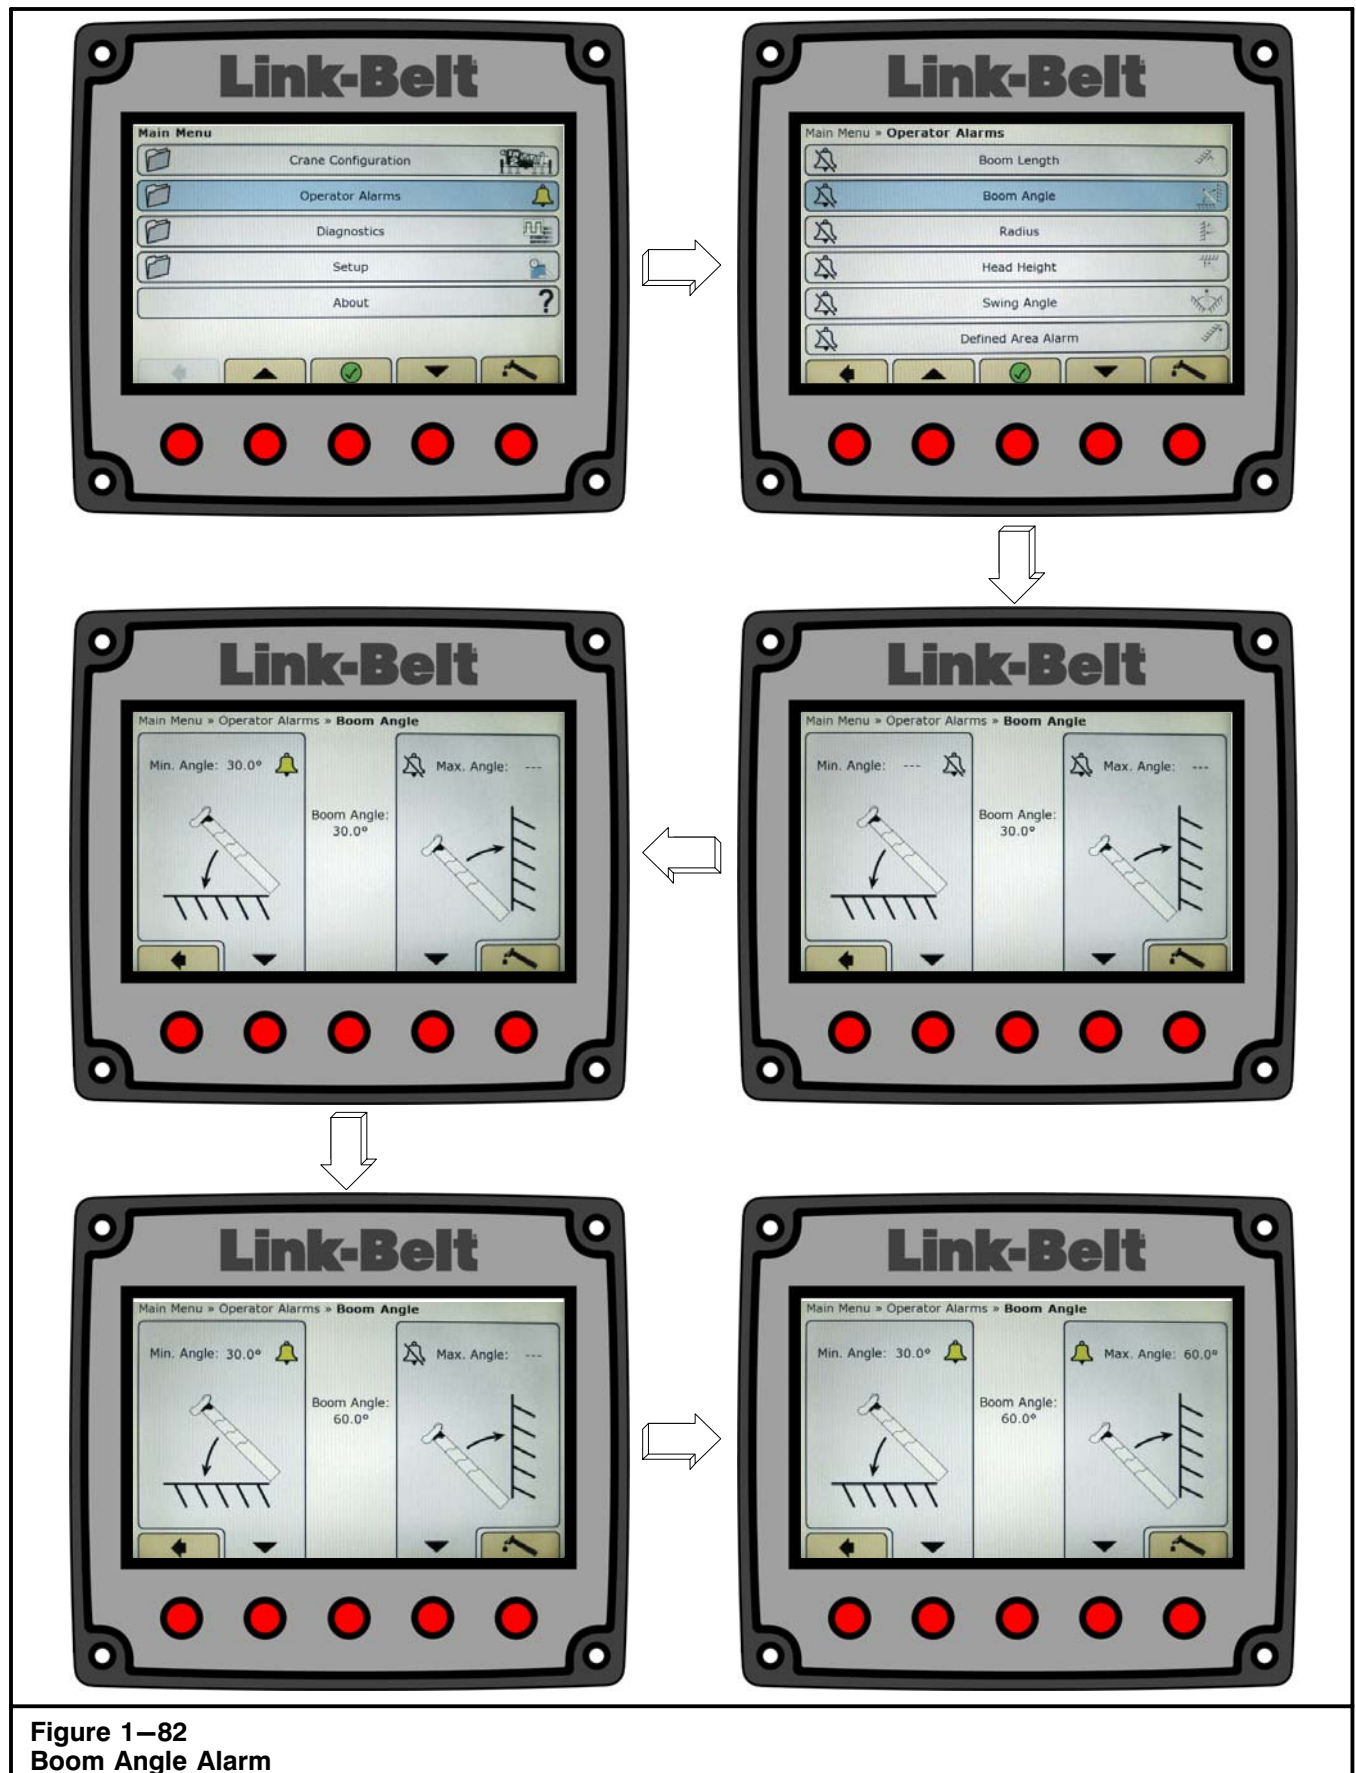 Link-Belt
Main Menu
Crane Configuration
Operator Alarms
Diagnostics
Setup
About
?
Link-Belt
Main Menu » Operator Alarms
Boom Length
Boom Angle
Radius
Head Height
Swing Angle
Defined Area Alarm
Link-Belt
Main Menu » Operator Alarms » Boom Angle
Min. Angle: ---
Max. Angle: ---
Boom Angle:
30.0°
Link-Belt
Main Menu » Operator Alarms » Boom Angle
Min. Angle: 30.0°
Max. Angle: ---
Boom Angle:
30.0°
Link-Belt
Main Menu » Operator Alarms » Boom Angle
Min. Angle: 30.0°
Max. Angle: ---
Boom Angle:
60.0°
Link-Belt
Main Menu » Operator Alarms » Boom Angle
Min. Angle: 30.0°
Max. Angle: 60.0°
Boom Angle:
60.0°
Figure 1–82
Boom Angle Alarm